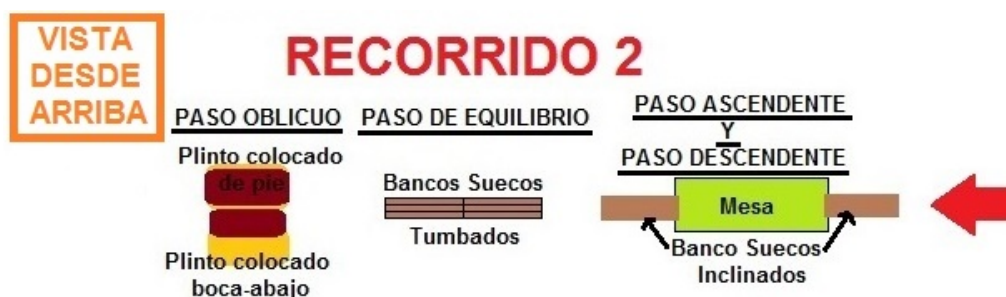 VISTA
DESDE
ARRIBA
RECORRIDO 2
PASO OBLICUO
Plinto colocado
de pie
Plinto colocado
boca-abajo
PASO DE EQUILIBRIO
Bancos Suecos
Tumbados
PASO ASCENDENTE
Y
PASO DESCENDENTE
Mesa
Banco Suecos
Inclinados